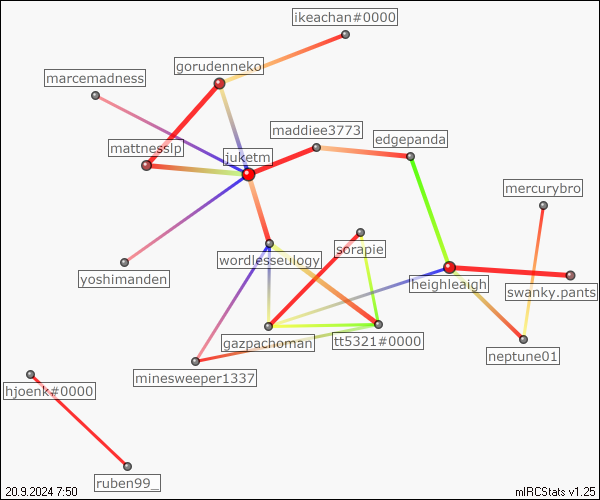 ikeachan#0000
gorudenneko
marcemadness
maddiee3773
edgepanda
mattnesslp
juketm
mercurybro
sorapie
wordlesseulogy
yoshimanden
heighleaigh
swanky.pants
gazpachoman
tt5321#0000
neptune01
minesweeper1337
hjoenk#0000
ruben99_
20.9.2024 7:50
mIRCStats v1.25